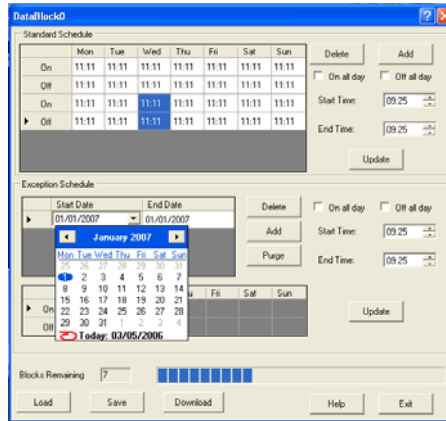 DataBlock0
Standard Schedule
Mon Tue Wed Thu Fri Sat Sun
On 11:11 11:11 11:11 11:11 11:11 11:11 11:11
Off 11:11 11:11 11:11 11:11 11:11 11:11 11:11
On 11:11 11:11 11:11 11:11 11:11 11:11 11:11
Off 11:11 11:11 11:11 11:11 11:11 11:11 11:11
Delete Add
On all day Off all day
Start Time: 09:25
End Time: 09:25
Update
Exception Schedule
Start Date End Date
01/01/2007 01/01/2007
January 2007
Mon Tue Wed Thu Fri Sat Sun
25 26 27 28 29 30 31
1 2 3 4 5 6 7
8 9 10 11 12 13 14
15 16 17 18 19 20 21
22 23 24 25 26 27 28
29 30 31 1 2 3 4
Today: 03/05/2006
Fri Sat Sun
On
Off
Delete
Add
Purge
On all day Off all day
Start Time: 09:25
End Time: 09:25
Update
Blocks Remaining 7
Load Save Download Help Exit